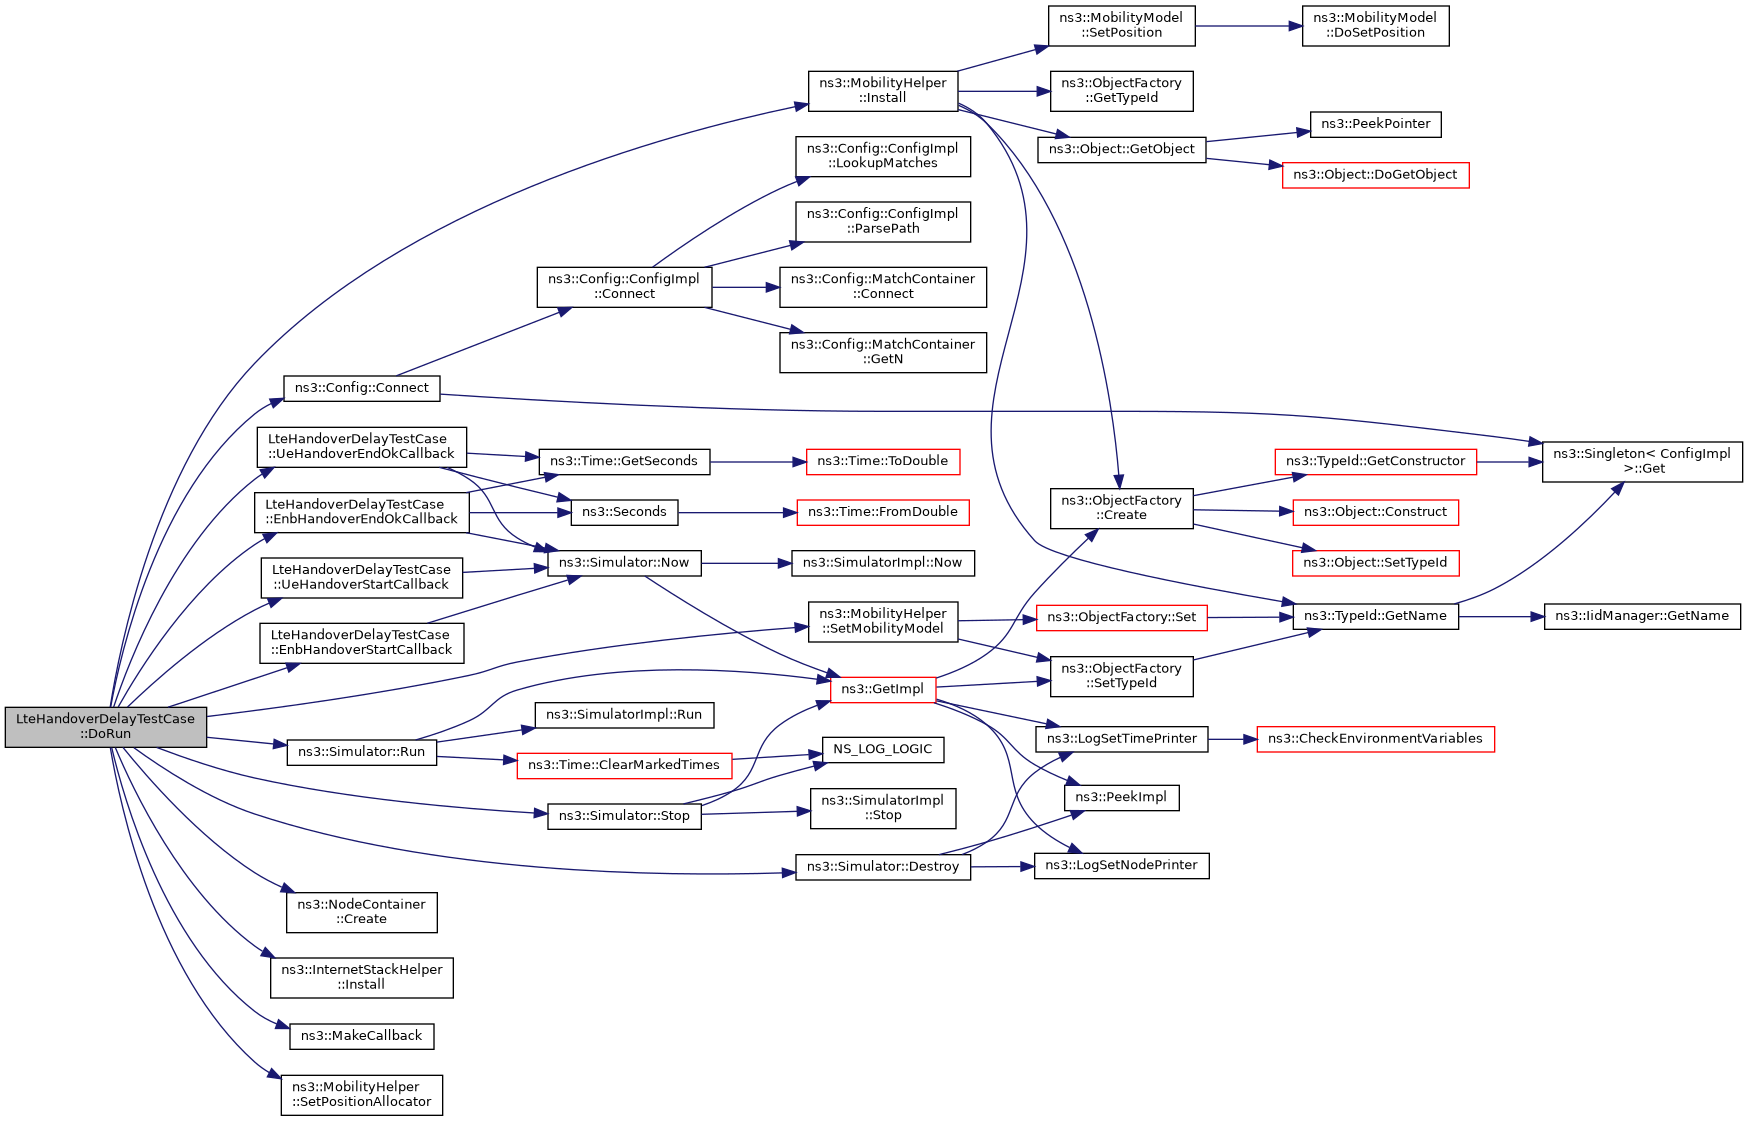 LteHandoverDelayTestCase
::DoRun
ns3::MobilityHelper
::Install
ns3::Config::Connect
LteHandoverDelayTestCase
::UeHandoverEndOkCallback
LteHandoverDelayTestCase
::EnbHandoverEndOkCallback
LteHandoverDelayTestCase
::UeHandoverStartCallback
LteHandoverDelayTestCase
::EnbHandoverStartCallback
ns3::Simulator::Run
ns3::NodeContainer
::Create
ns3::InternetStackHelper
::Install
ns3::MakeCallback
ns3::MobilityHelper
::SetPositionAllocator
ns3::Config::ConfigImpl
::Connect
ns3::Time::GetSeconds
ns3::Seconds
ns3::Simulator::Now
ns3::SimulatorImpl::Run
ns3::Time::ClearMarkedTimes
ns3::Simulator::Stop
ns3::Config::ConfigImpl
::LookupMatches
ns3::Config::ConfigImpl
::ParsePath
ns3::Config::MatchContainer
::Connect
ns3::Config::MatchContainer
::GetN
ns3::Time::ToDouble
ns3::Time::FromDouble
ns3::SimulatorImpl::Now
ns3::MobilityHelper
::SetMobilityModel
ns3::GetImpl
NS_LOG_LOGIC
ns3::SimulatorImpl
::Stop
ns3::Simulator::Destroy
ns3::MobilityModel
::SetPosition
ns3::ObjectFactory
::GetTypeId
ns3::Object::GetObject
ns3::ObjectFactory
::Create
ns3::ObjectFactory::Set
ns3::ObjectFactory
::SetTypeId
ns3::LogSetTimePrinter
ns3::PeekImpl
ns3::LogSetNodePrinter
ns3::MobilityModel
::DoSetPosition
ns3::PeekPointer
ns3::Object::DoGetObject
ns3::TypeId::GetConstructor
ns3::Object::Construct
ns3::Object::SetTypeId
ns3::TypeId::GetName
ns3::CheckEnvironmentVariables
ns3::Singleton< ConfigImpl
>::Get
ns3::IidManager::GetName